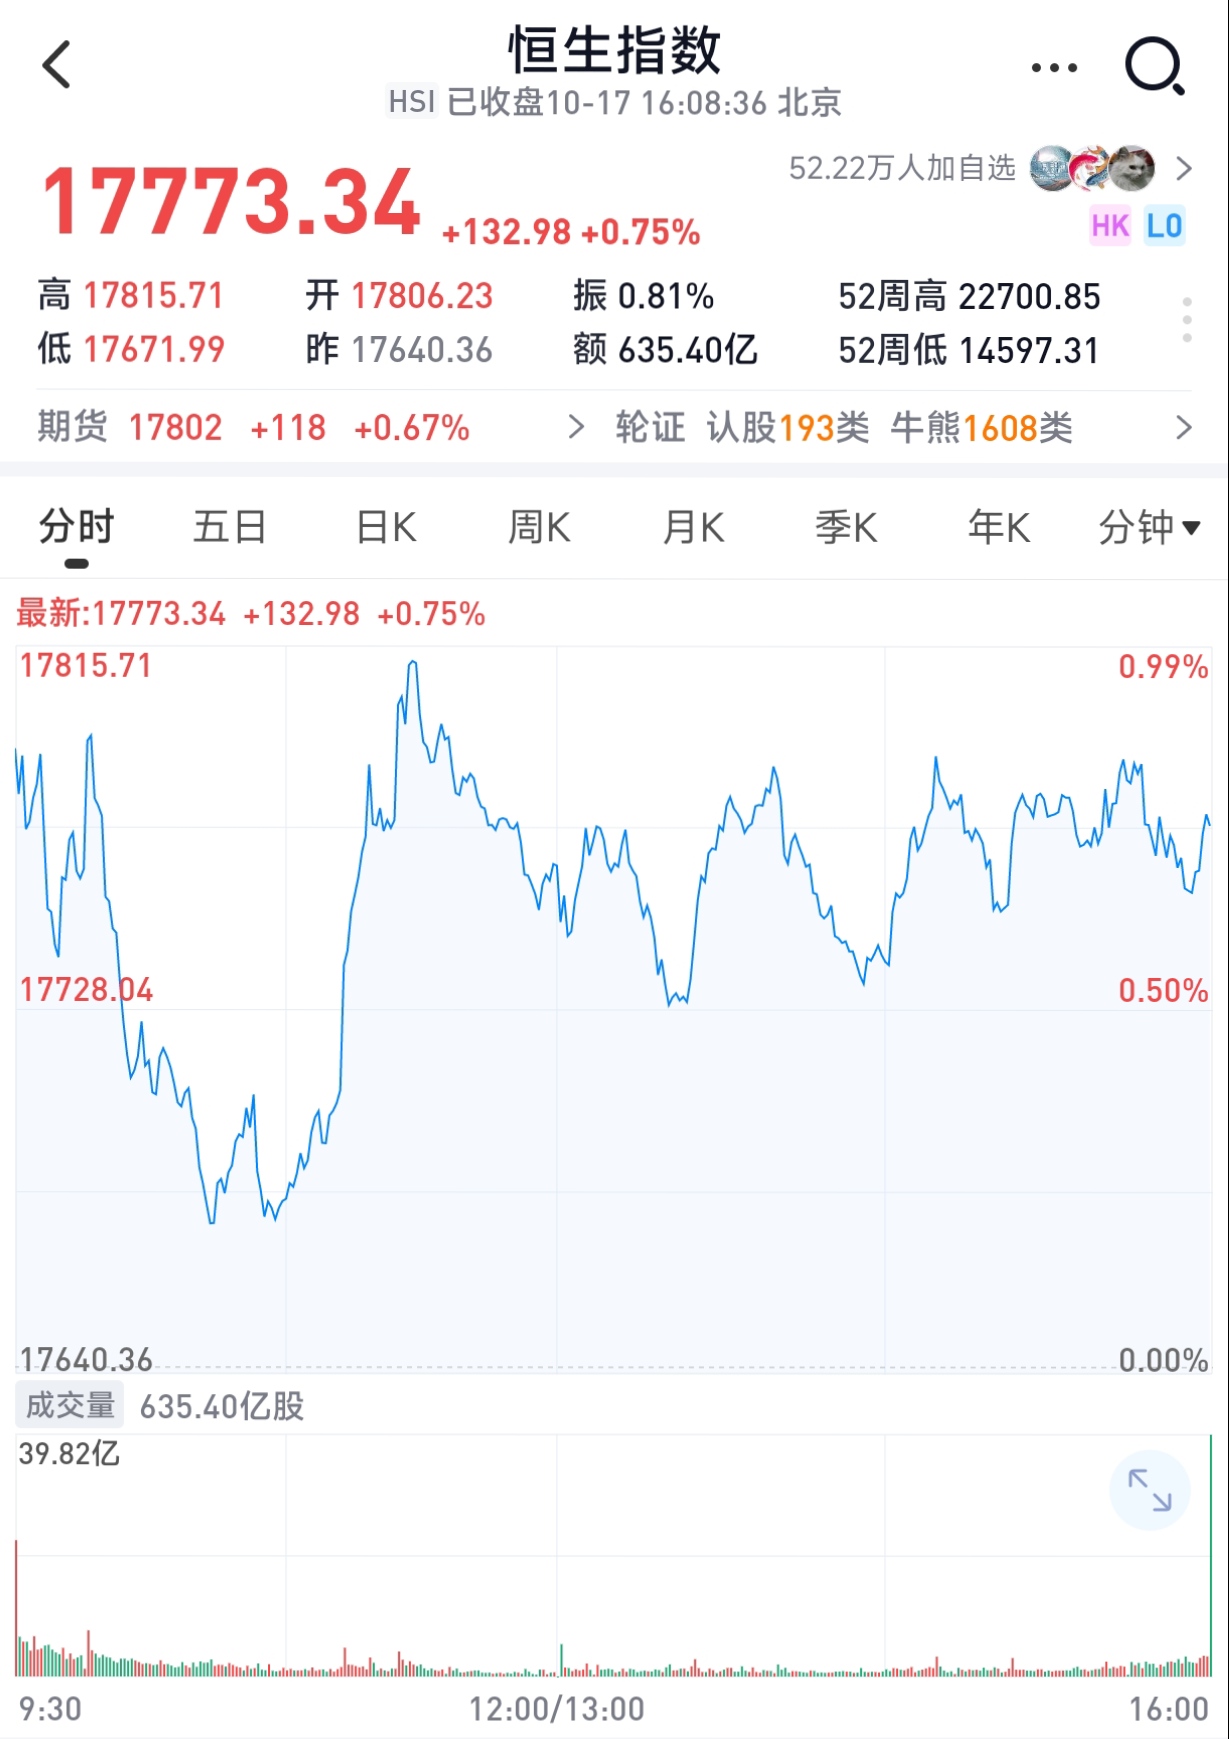 恒生指数
HSI 已收盘10-17 16:08:36 北京
17773.34 +132.98 +0.75%
52.22万人加自选
HK LO
高 17815.71 开 17806.23 振 0.81% 52周高 22700.85
低 17671.99 昨 17640.36 额 635.40亿 52周低 14597.31
期货 17802 +118 +0.67% 轮证 认股193类 牛熊1608类
分时 五日 日K 周K 月K 季K 年K 分钟
最新:17773.34 +132.98 +0.75%
17815.71 0.99%
17728.04 0.50%
17640.36 0.00%
成交量 635.40亿股
39.82亿
9:30 12:00/13:00 16:00